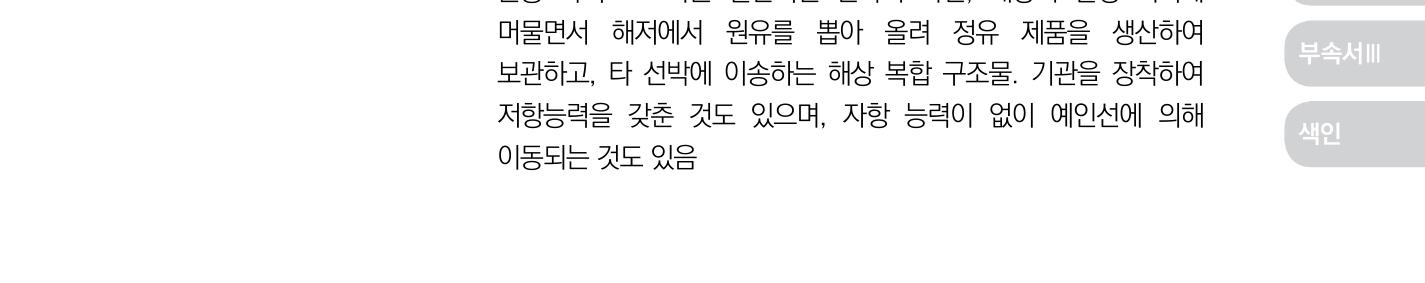 머물면서 해저에서 원유를 뽑아 올려 정유 제품을 생산하여
보관하고, 타 선박에 이송하는 해상 복합 구조물. 기관을 장착하여
저항능력을 갖춘 것도 있으며, 자항 능력이 없이 예인선에 의해
이동되는 것도 있음
부속서Ⅲ
색인